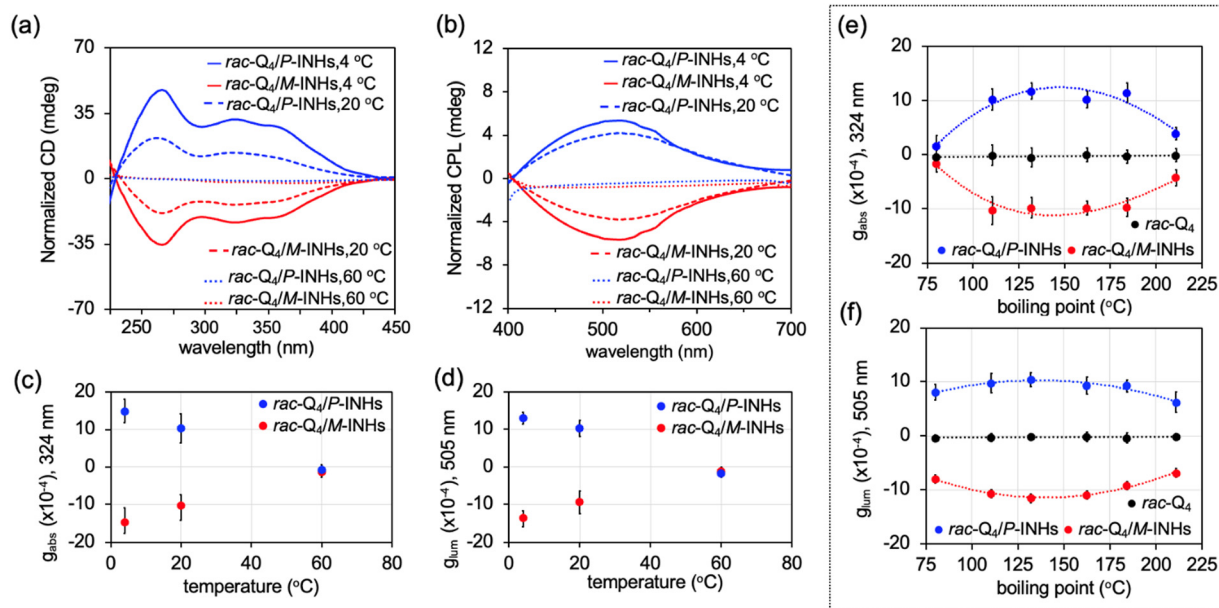 (a)
70
35
0
-35
-70
Normalized CD (mdeg)
rac-Q₄/P-INHs,4 °C
rac-Q₄/M-INHs,4 °C
rac-Q₄/P-INHs,20 °C
rac-Q₄/M-INHs,20 °C
rac-Q₄/P-INHs,60 °C
rac-Q₄/M-INHs,60 °C
225 300 375 450
wavelength (nm)
(b)
12
8
4
0
-4
-8
-12
Normalized CPL (mdeg)
rac-Q₄/P-INHs,4 °C
rac-Q₄/M-INHs,4 °C
rac-Q₄/P-INHs,20 °C
rac-Q₄/M-INHs,20 °C
rac-Q₄/P-INHs,60 °C
rac-Q₄/M-INHs,60 °C
400 500 600 700
wavelength (nm)
(c)
20
10
0
-10
-20
gabs (x10⁻⁴), 324 nm
rac-Q₄/P-INHs
rac-Q₄/M-INHs
0 20 40 60 80
temperature (°C)
(d)
20
10
0
-10
-20
glum (x10⁻⁴), 505 nm
rac-Q₄/P-INHs
rac-Q₄/M-INHs
0 20 40 60 80
temperature (°C)
(e)
20
10
0
-10
-20
gabs (x10⁻⁴), 324 nm
rac-Q₄
rac-Q₄/P-INHs rac-Q₄/M-INHs
75 100 125 150 175 200 225
boiling point (°C)
(f)
20
10
0
-10
-20
glum (x10⁻⁴), 505 nm
rac-Q₄
rac-Q₄/P-INHs rac-Q₄/M-INHs
75 100 125 150 175 200 225
boiling point (°C)